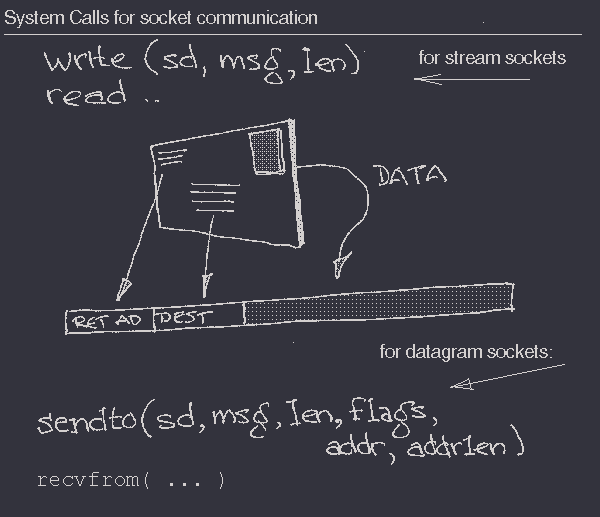 System Calls for socket communication
write (sd, msg, len)
for stream sockets
read ..
DATA
RET AD DEST
for datagram sockets:
sendto(sd, msg, len, flags,
addr, addrlen)
recvfrom( ... )